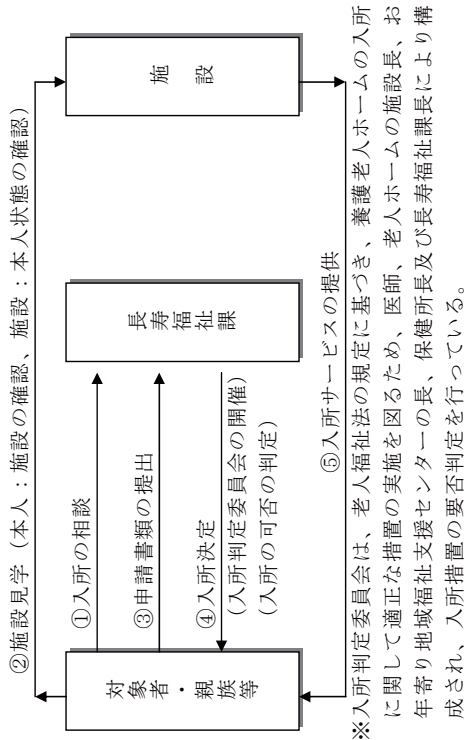 ②施設見学（本人：施設の確認、施設：本人状態の確認）
対象者・親族等
①入所の相談
③申請書類の提出
④入所決定
(入所判定委員会の開催)
(入所の可否の判定)
長寿福祉課
施設
⑤入所サービスの提供
※入所判定委員会は、老人福祉法の規定に基づき、養護老人ホームの入所
に関して適正な措置の実施を図るため、医師、老人ホームの施設長、お
年寄り地域福祉支援センターの長、保健所長及び長寿福祉課長により構
成され、入所措置の要否判定を行っている。